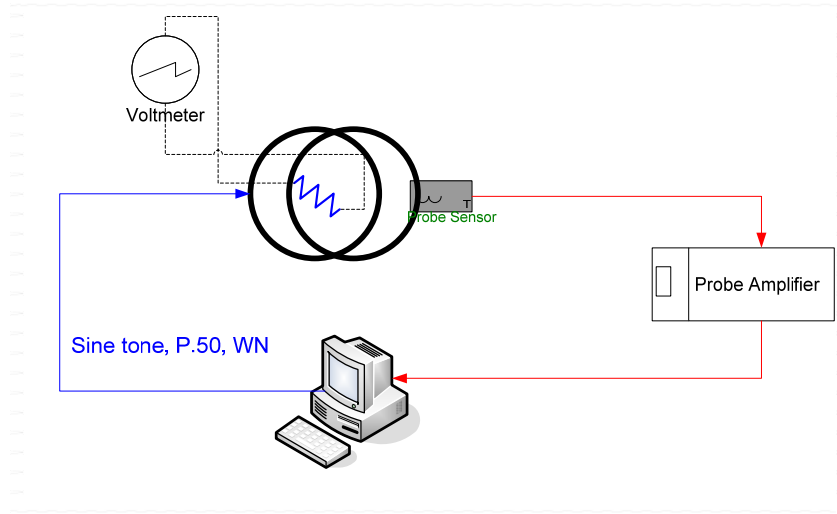 Voltmeter
T
Probe Sensor
Probe Amplifier
Sine tone, P.50, WN